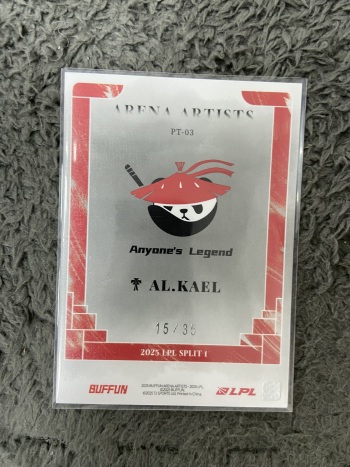 ARENA ARTISTS
PT-03
Anyone's Legend
AL.KAEL
15/36
2025 LPL SPLIT 1
BUFFUN
LPL